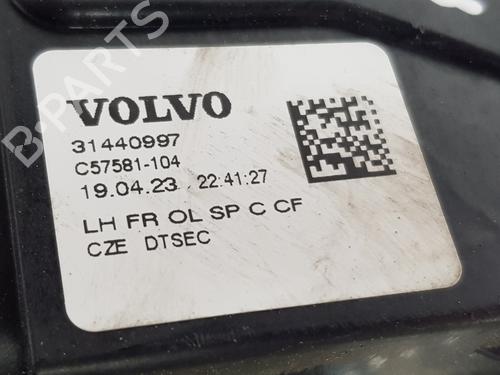 B-PARTS
VOLVO
31440997
C57581-104
19.04.23 22:41:27
LH FR OL SP C CF
CZE DTSEC